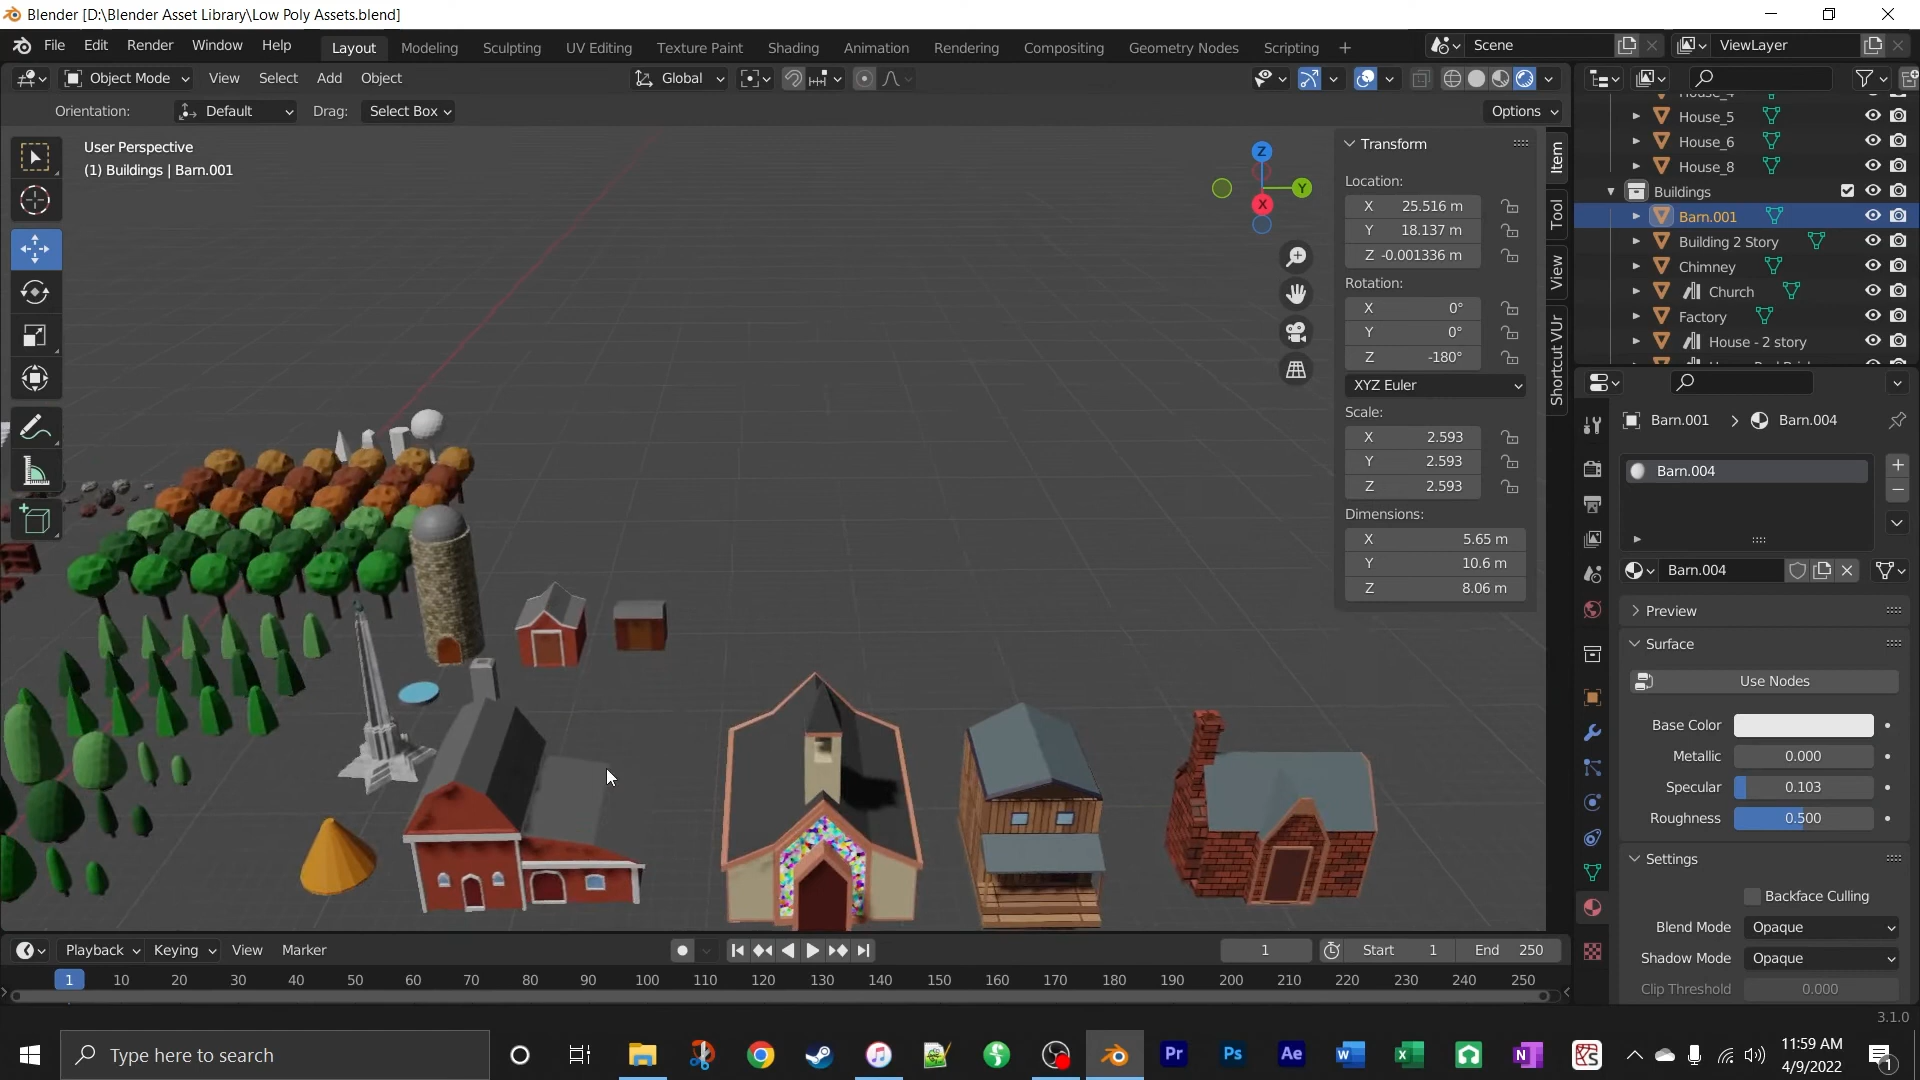 Blender [D:\Blender Asset Library\Low Poly Assets.blend]
File Edit Render Window Help Layout Modeling Sculpting UV Editing Texture Paint Shading Animation Rendering Compositing Geometry Nodes Scripting + Scene ViewLayer
Object Mode View Select Add Object Global
Orientation: Default Drag: Select Box Options
User Perspective
(1) Buildings | Barn.001
Z
Y
X
Transform
Location:
X 25.516 m
Y 18.137 m
Z -0.001336 m
Rotation:
X 0°
Y 0°
Z -180°
XYZ Euler
Scale:
X 2.593
Y 2.593
Z 2.593
Dimensions:
X 5.65 m
Y 10.6 m
Z 8.06 m
Item
Tool
View
Shortcut VUr
House_4
House_5
House_6
House_8
Buildings
Barn.001
Building 2 Story
Chimney
Church
Factory
House - 2 story
Barn.001 > Barn.004
Barn.004
Barn.004
Preview
Surface
Use Nodes
Base Color
Metallic 0.000
Specular 0.103
Roughness 0.500
Settings
Backface Culling
Blend Mode Opaque
Shadow Mode Opaque
Clip Threshold 0.000
Playback Keying View Marker 1 Start 1 End 250
1 10 20 30 40 50 60 70 80 90 100 110 120 130 140 150 160 170 180 190 200 210 220 230 240 250
3.1.0
Type here to search
Pr Ps Ae W X N
11:59 AM
4/9/2022
1